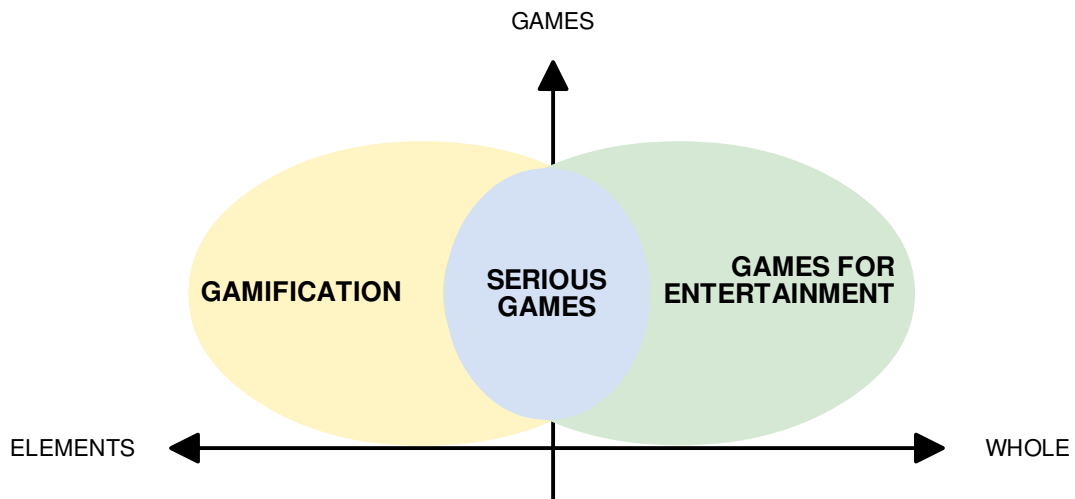 GAMES
GAMIFICATION
SERIOUS
GAMES
GAMES FOR
ENTERTAINMENT
ELEMENTS
WHOLE